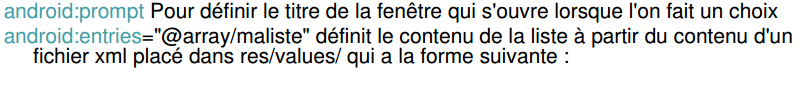 android:prompt Pour définir le titre de la fenêtre qui s'ouvre lorsque l'on fait un choix
android:entries="@array/maliste" définit le contenu de la liste à partir du contenu d'un
fichier xml placé dans res/values/ qui a la forme suivante :